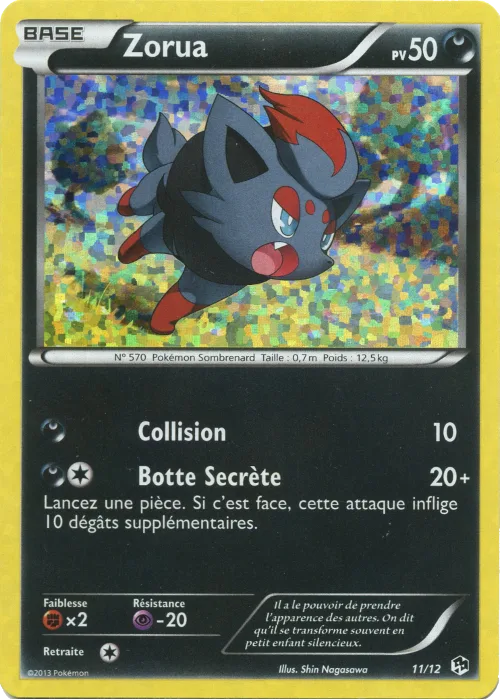 BASE
Zorua
PV 50
N° 570 Pokémon Sombrenard Taille : 0,7 m Poids : 12,5 kg
Collision 10
Botte Secrète 20+
Lancez une pièce. Si c'est face, cette attaque inflige
10 dégâts supplémentaires.
Faiblesse
×2
Résistance
-20
Retraite
Il a le pouvoir de prendre
l'apparence des autres. On dit
qu'il se transforme souvent en
petit enfant silencieux.
©2013 Pokémon
Illus. Shin Nagasawa
11/12